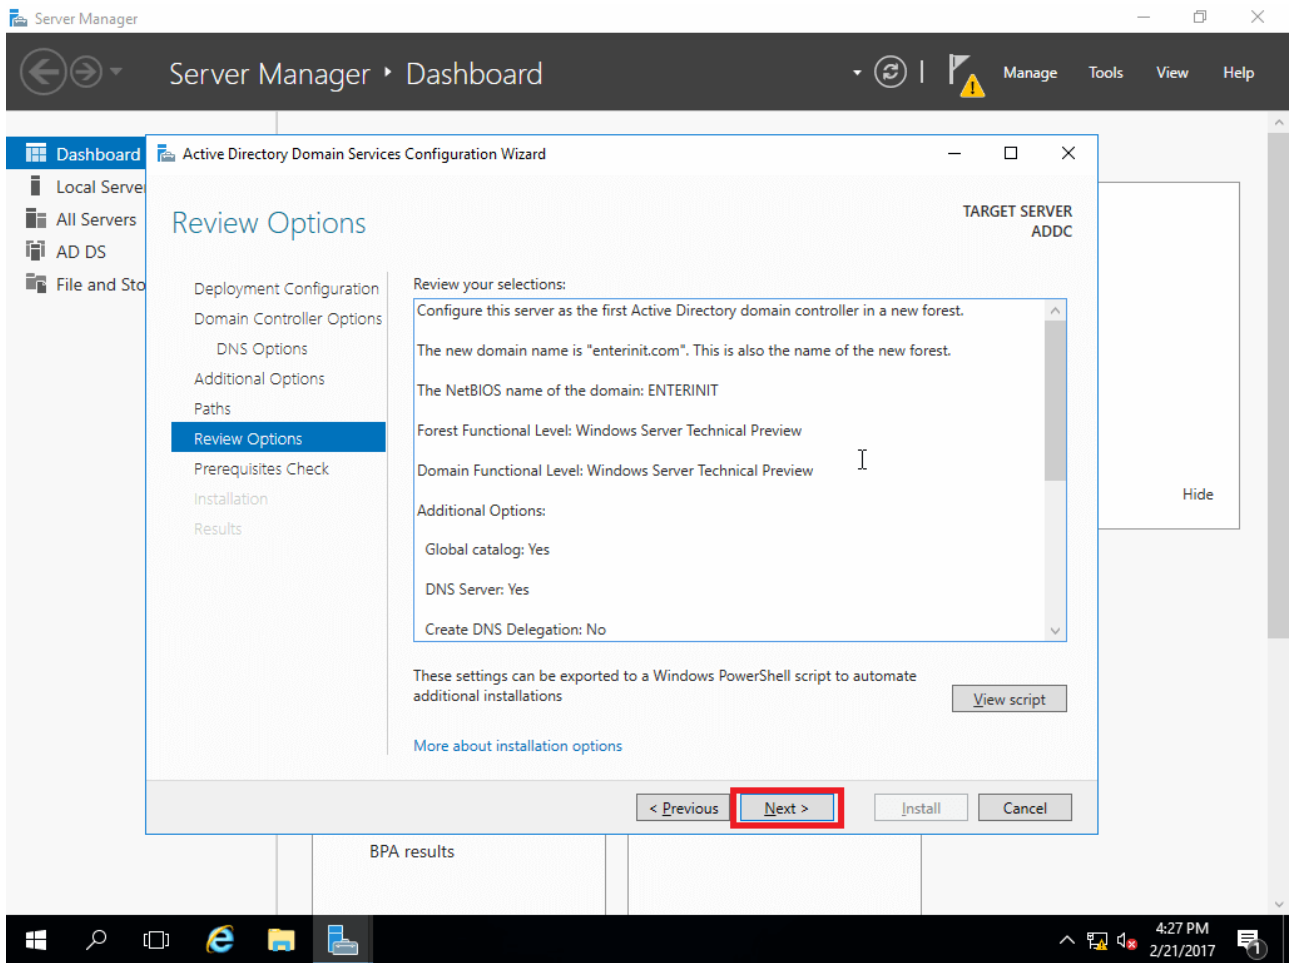 Server Manager
Server Manager ‣ Dashboard
Manage Tools View Help
Dashboard
Local Server
All Servers
AD DS
File and Sto
Active Directory Domain Services Configuration Wizard
Review Options
TARGET SERVER
ADDC
Deployment Configuration
Domain Controller Options
DNS Options
Additional Options
Paths
Review Options
Prerequisites Check
Installation
Results
Review your selections:
Configure this server as the first Active Directory domain controller in a new forest.
The new domain name is "enterinit.com". This is also the name of the new forest.
The NetBIOS name of the domain: ENTERINIT
Forest Functional Level: Windows Server Technical Preview
Domain Functional Level: Windows Server Technical Preview
Additional Options:
Global catalog: Yes
DNS Server: Yes
Create DNS Delegation: No
These settings can be exported to a Windows PowerShell script to automate
additional installations
View script
More about installation options
< Previous Next > Install Cancel
Hide
BPA results
4:27 PM
2/21/2017
1